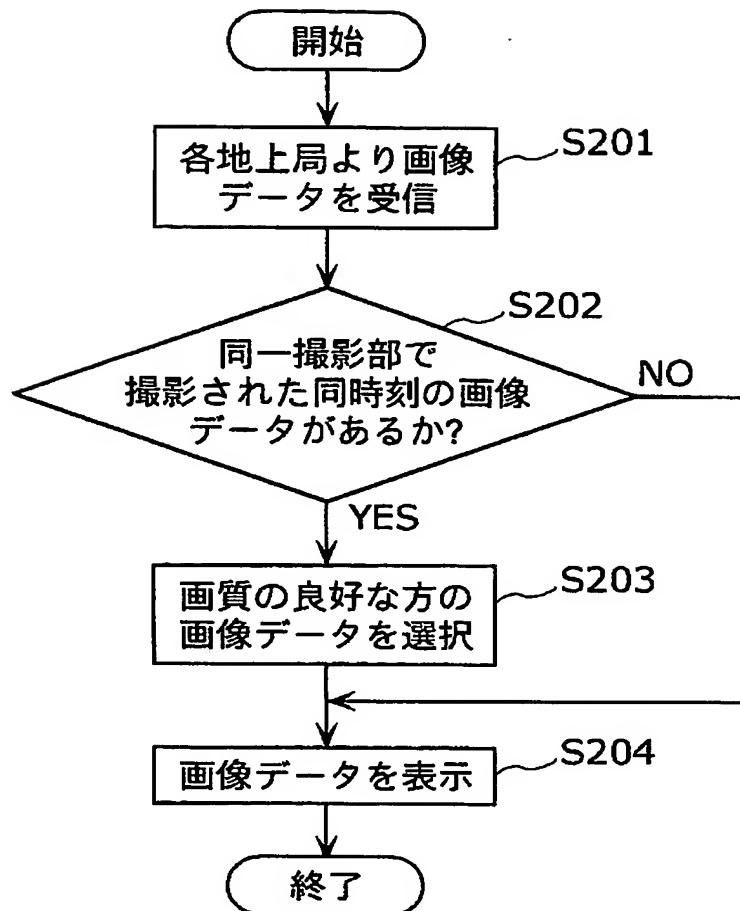 開始
各地上局より画像
データを受信
S201
S202
同一撮影部で
撮影された同時刻の画像
データがあるか?
NO
YES
画質の良好な方の
画像データを選択
S203
画像データを表示
S204
終了